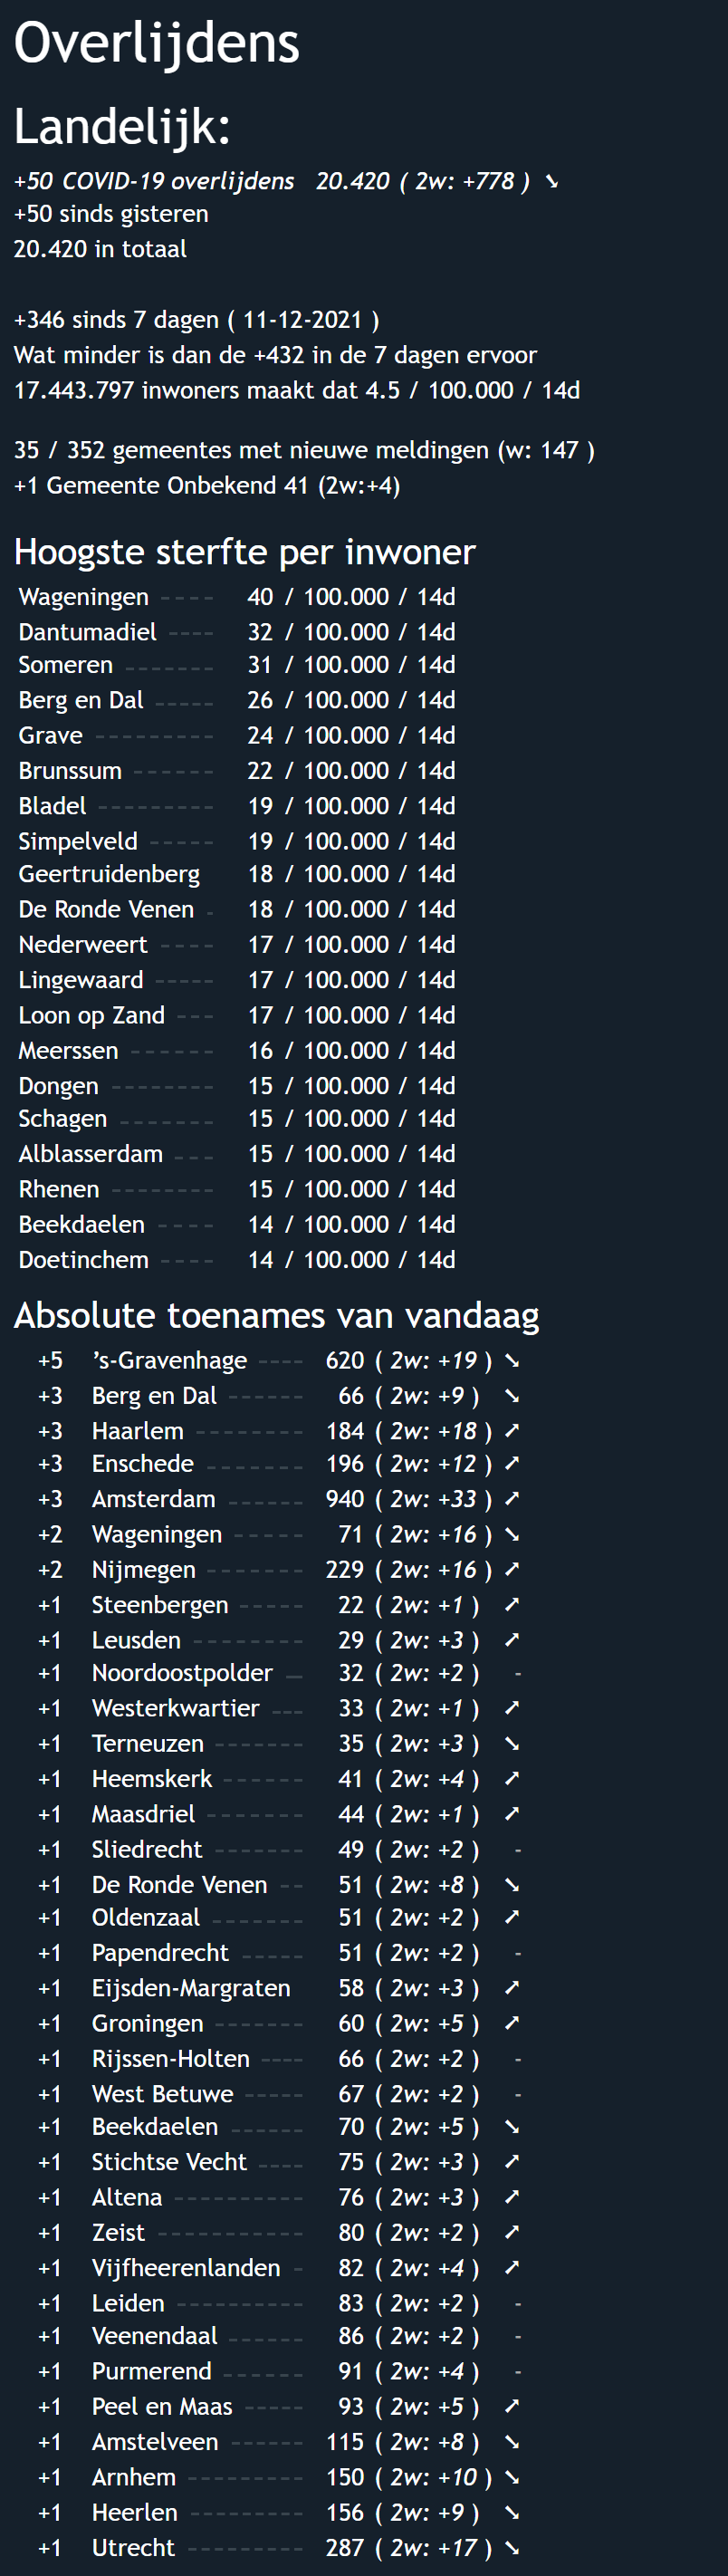 Overlijdens
Landelijk:
+50 COVID-19 overlijdens 20.420 ( 2w: +778 ) ➘
+50 sinds gisteren
20.420 in totaal
+346 sinds 7 dagen ( 11-12-2021 )
Wat minder is dan de +432 in de 7 dagen ervoor
17.443.797 inwoners maakt dat 4.5 / 100.000 / 14d
35 / 352 gemeentes met nieuwe meldingen (w: 147 )
+1 Gemeente Onbekend 41 (2w:+4)
Hoogste sterfte per inwoner
Wageningen ---- 40 / 100.000 / 14d
Dantumadiel ---- 32 / 100.000 / 14d
Someren ------- 31 / 100.000 / 14d
Berg en Dal ----- 26 / 100.000 / 14d
Grave --------- 24 / 100.000 / 14d
Brunssum ------ 22 / 100.000 / 14d
Bladel --------- 19 / 100.000 / 14d
Simpelveld ----- 19 / 100.000 / 14d
Geertruidenberg 18 / 100.000 / 14d
De Ronde Venen - 18 / 100.000 / 14d
Nederweert ---- 17 / 100.000 / 14d
Lingewaard ----- 17 / 100.000 / 14d
Loon op Zand --- 17 / 100.000 / 14d
Meerssen ------- 16 / 100.000 / 14d
Dongen -------- 15 / 100.000 / 14d
Schagen ------- 15 / 100.000 / 14d
Alblasserdam --- 15 / 100.000 / 14d
Rhenen -------- 15 / 100.000 / 14d
Beekdaelen ---- 14 / 100.000 / 14d
Doetinchem ---- 14 / 100.000 / 14d
Absolute toenames van vandaag
+5 ’s-Gravenhage ---- 620 ( 2w: +19 ) ➘
+3 Berg en Dal ------ 66 ( 2w: +9 ) ➘
+3 Haarlem -------- 184 ( 2w: +18 ) ➚
+3 Enschede ------- 196 ( 2w: +12 ) ➚
+3 Amsterdam ------ 940 ( 2w: +33 ) ➚
+2 Wageningen ----- 71 ( 2w: +16 ) ➘
+2 Nijmegen ------- 229 ( 2w: +16 ) ➚
+1 Steenbergen ----- 22 ( 2w: +1 ) ➚
+1 Leusden -------- 29 ( 2w: +3 ) ➚
+1 Noordoostpolder -- 32 ( 2w: +2 ) -
+1 Westerkwartier --- 33 ( 2w: +1 ) ➚
+1 Terneuzen ------- 35 ( 2w: +3 ) ➘
+1 Heemskerk ------ 41 ( 2w: +4 ) ➚
+1 Maasdriel ------- 44 ( 2w: +1 ) ➚
+1 Sliedrecht ------- 49 ( 2w: +2 ) -
+1 De Ronde Venen -- 51 ( 2w: +8 ) ➘
+1 Oldenzaal ------- 51 ( 2w: +2 ) ➚
+1 Papendrecht ----- 51 ( 2w: +2 ) -
+1 Eijsden-Margraten 58 ( 2w: +3 ) ➚
+1 Groningen ------- 60 ( 2w: +5 ) ➚
+1 Rijssen-Holten ---- 66 ( 2w: +2 ) -
+1 West Betuwe ----- 67 ( 2w: +2 ) -
+1 Beekdaelen ------ 70 ( 2w: +5 ) ➘
+1 Stichtse Vecht ---- 75 ( 2w: +3 ) ➚
+1 Altena ---------- 76 ( 2w: +3 ) ➚
+1 Zeist ----------- 80 ( 2w: +2 ) ➚
+1 Vijfheerenlanden - 82 ( 2w: +4 ) ➚
+1 Leiden ---------- 83 ( 2w: +2 ) -
+1 Veenendaal ------ 86 ( 2w: +2 ) -
+1 Purmerend ------ 91 ( 2w: +4 ) -
+1 Peel en Maas ----- 93 ( 2w: +5 ) ➚
+1 Amstelveen ------ 115 ( 2w: +8 ) ➘
+1 Arnhem --------- 150 ( 2w: +10 ) ➘
+1 Heerlen --------- 156 ( 2w: +9 ) ➘
+1 Utrecht --------- 287 ( 2w: +17 ) ➘